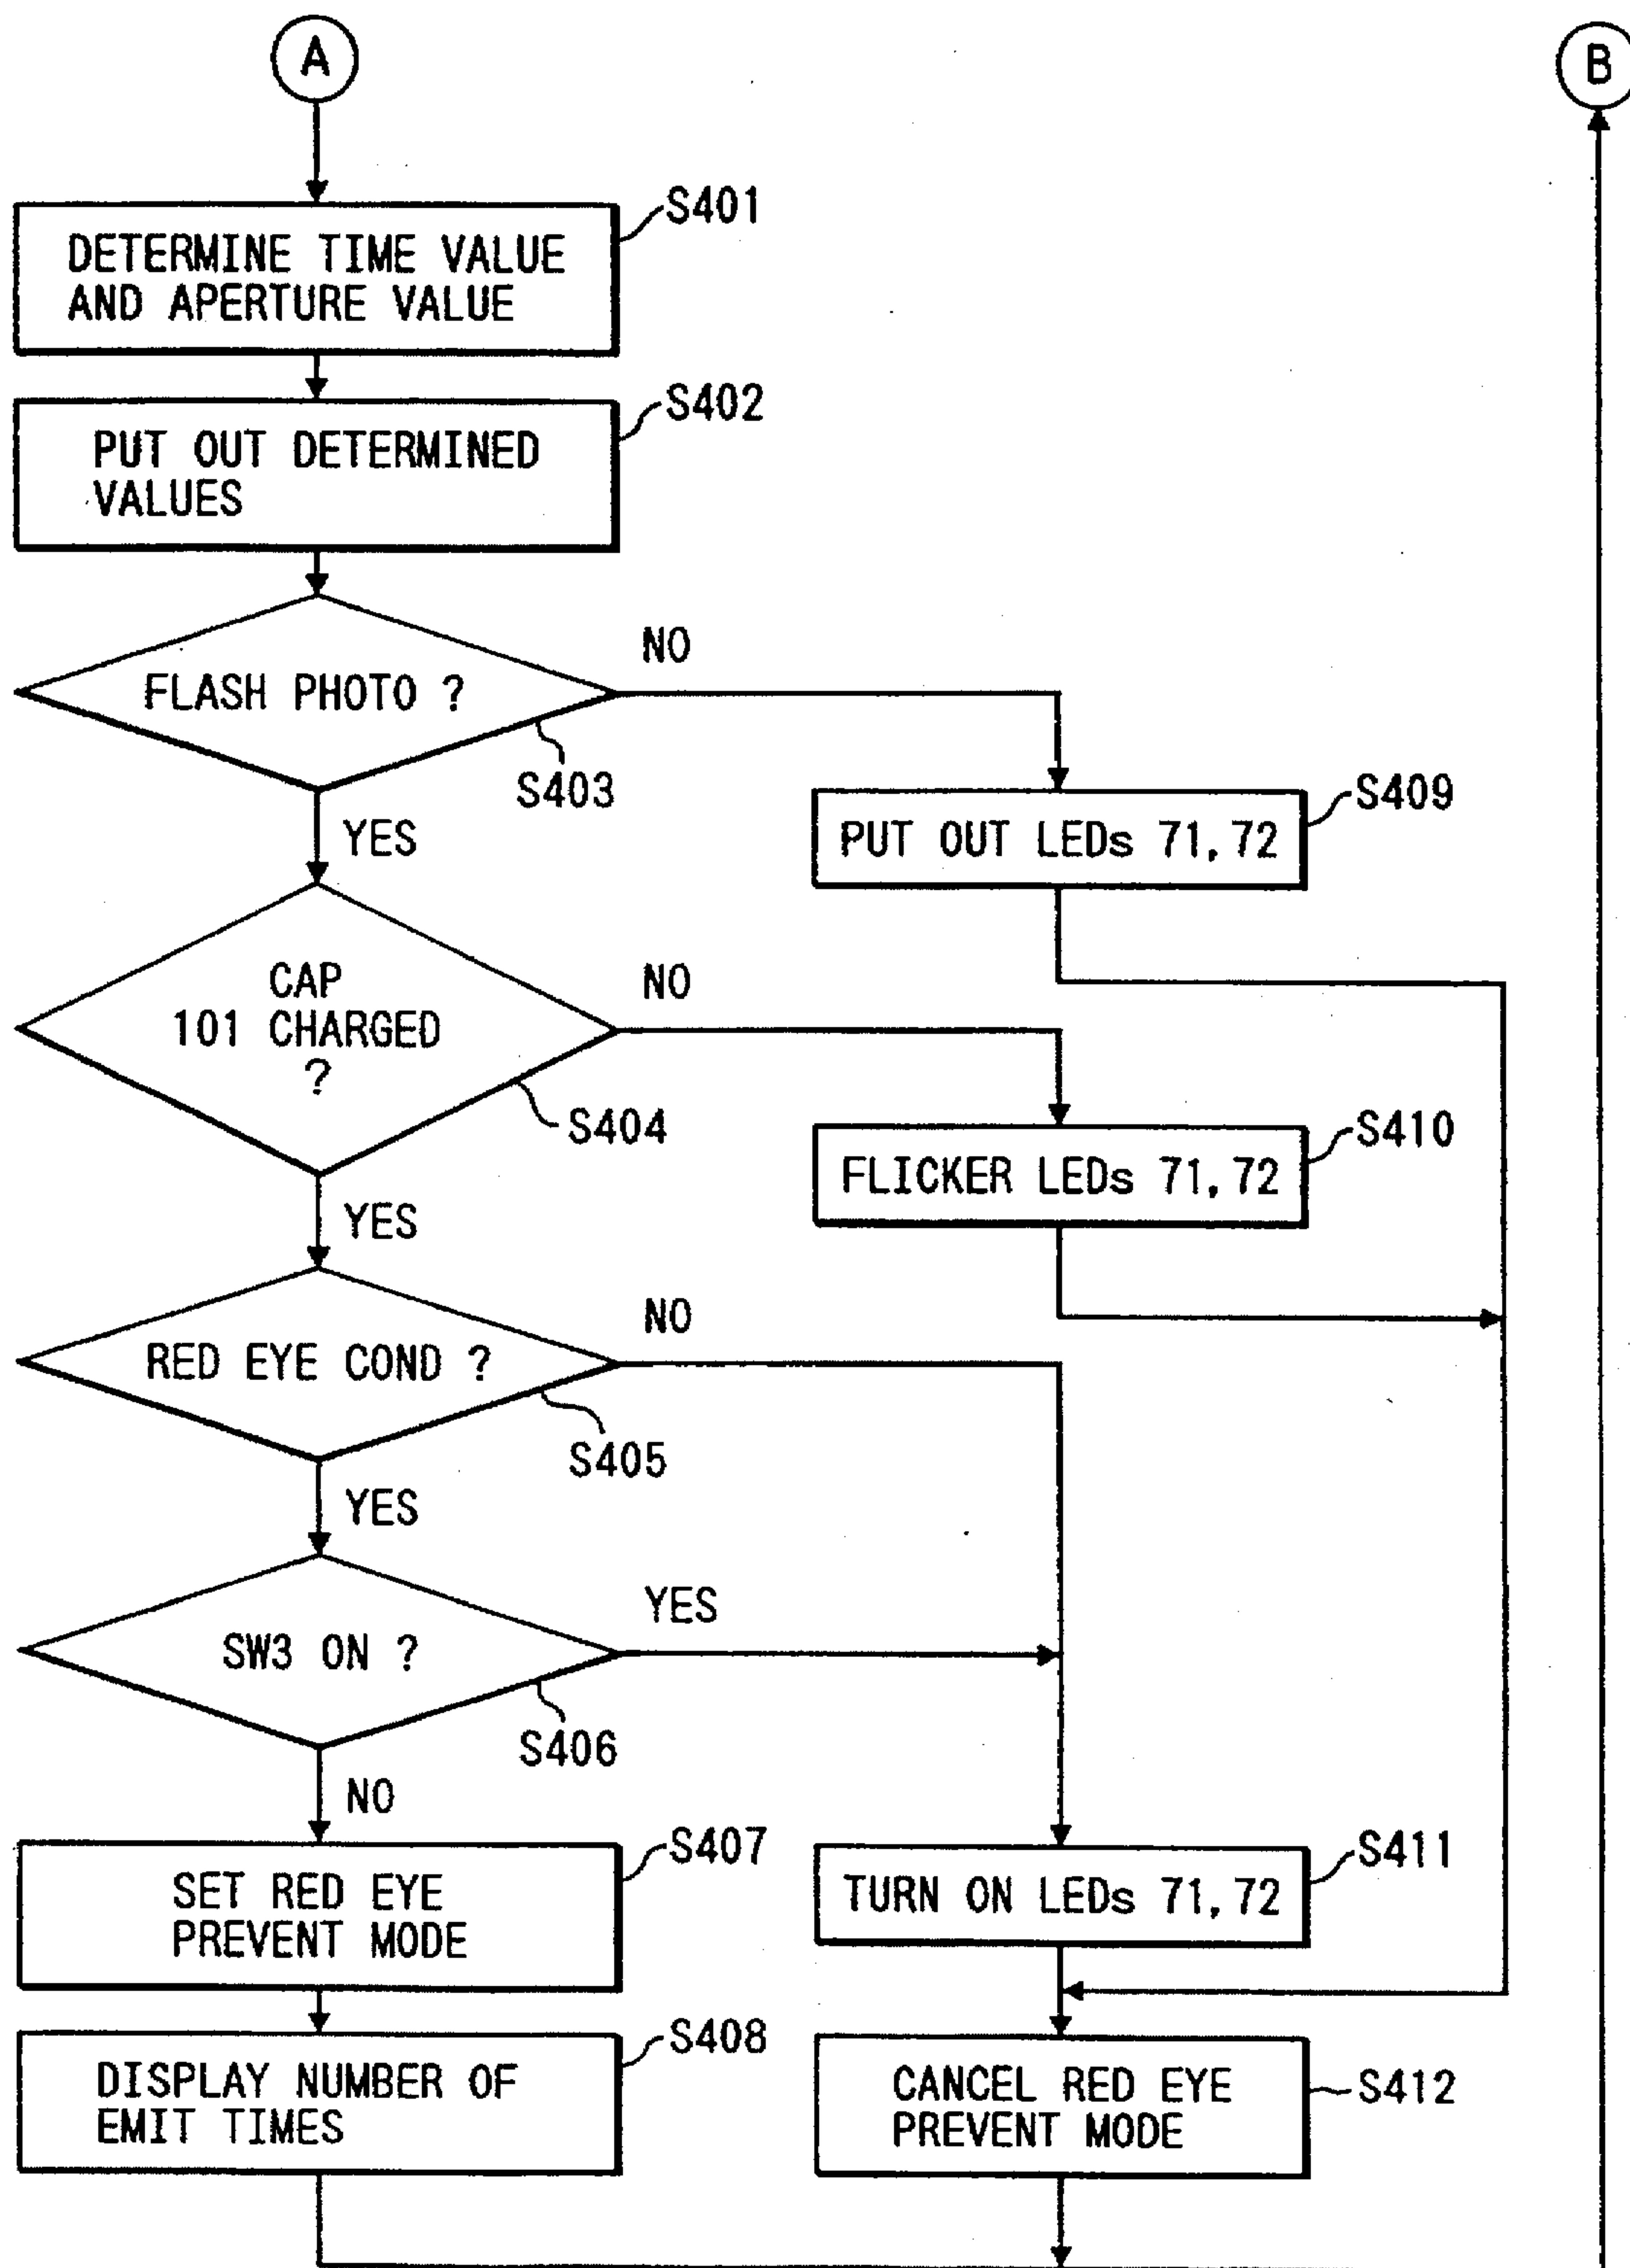 A
B
S401
DETERMINE TIME VALUE
AND APERTURE VALUE
S402
PUT OUT DETERMINED
VALUES
FLASH PHOTO ?
NO
S403
YES
S409
PUT OUT LEDs 71, 72
CAP
101 CHARGED
?
NO
S404
YES
S410
FLICKER LEDs 71, 72
RED EYE COND ?
NO
S405
YES
SW3 ON ?
YES
S406
NO
S407
SET RED EYE
PREVENT MODE
S411
TURN ON LEDs 71, 72
S408
DISPLAY NUMBER OF
EMIT TIMES
S412
CANCEL RED EYE
PREVENT MODE